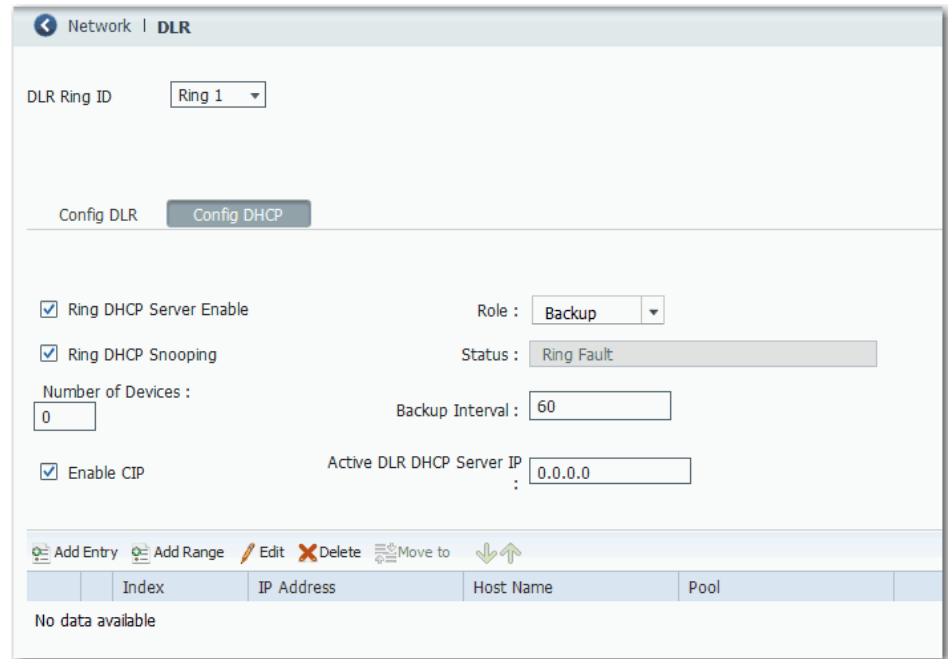 Network | DLR
DLR Ring ID
Ring 1
Config DLR
Config DHCP
Ring DHCP Server Enable
Role :
Backup
Ring DHCP Snooping
Status :
Ring Fault
Number of Devices :
0
Backup Interval :
60
Enable CIP
Active DLR DHCP Server IP
:
0.0.0.0
Add Entry Add Range Edit Delete Move to
Index IP Address Host Name Pool
No data available